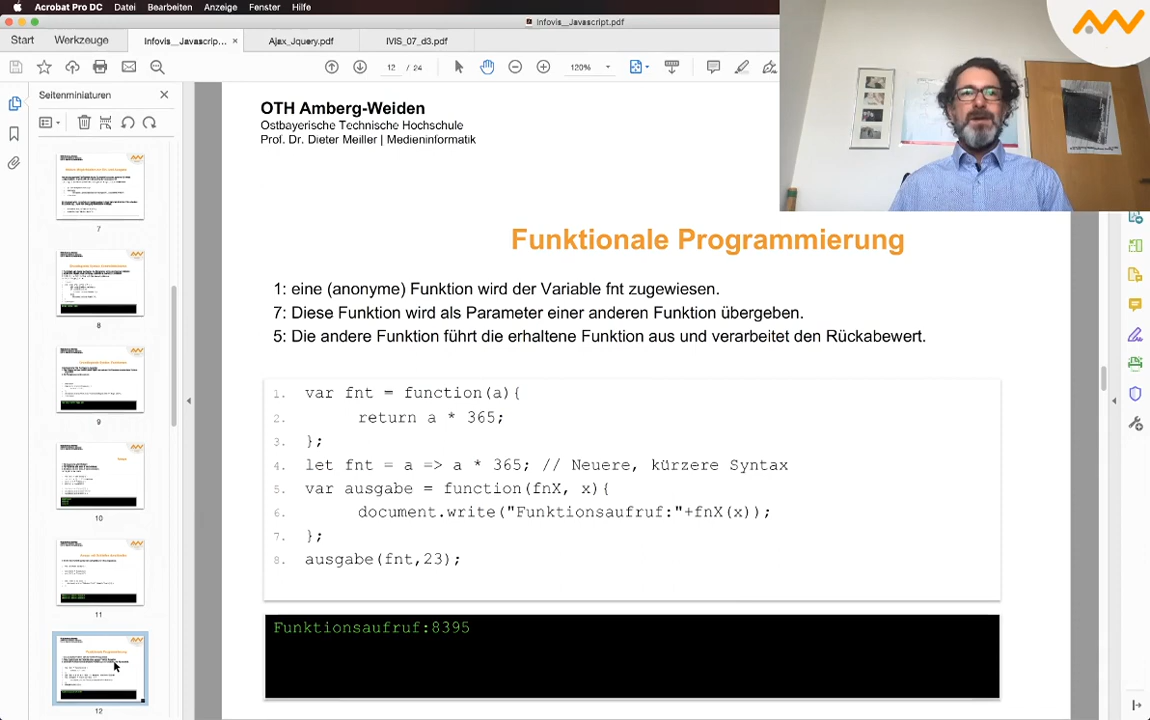 Acrobat Pro DC Datei Bearbeiten Anzeige Fenster Hilfe
Infovis__Javascript.pdf
Start Werkzeuge Infovis__Javascrip... × Ajax_Jquery.pdf IVIS_07_d3.pdf
12 / 24 120%
Seitenminiaturen
7
8
9
10
11
12
OTH Amberg-Weiden
Ostbayerische Technische Hochschule
Prof. Dr. Dieter Meiller | Medieninformatik
Funktionale Programmierung
1: eine (anonyme) Funktion wird der Variable fnt zugewiesen.
7: Diese Funktion wird als Parameter einer anderen Funktion übergeben.
5: Die andere Funktion führt die erhaltene Funktion aus und verarbeitet den Rückabewert.
1. var fnt = function(a){
2. return a * 365;
3. };
4. let fnt = a => a * 365; // Neuere, kürzere Syntax
5. var ausgabe = function(fnX, x){
6. document.write("Funktionsaufruf:"+fnX(x));
7. };
8. ausgabe(fnt,23);
Funktionsaufruf:8395